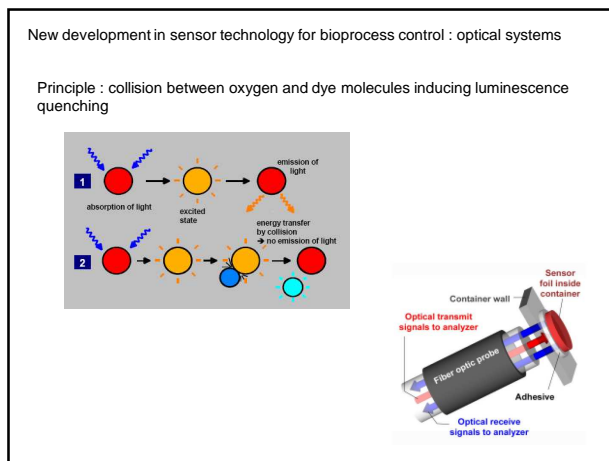 New development in sensor technology for bioprocess control : optical systems
Principle : collision between oxygen and dye molecules inducing luminescence
quenching
emission of
light
1
absorption of light
excited
state
energy transfer
by collision
➔ no emission of light
2
Sensor
foil inside
container
Container wall
Optical transmit
signals to analyzer
Fiber optic probe
Adhesive
Optical receive
signals to analyzer